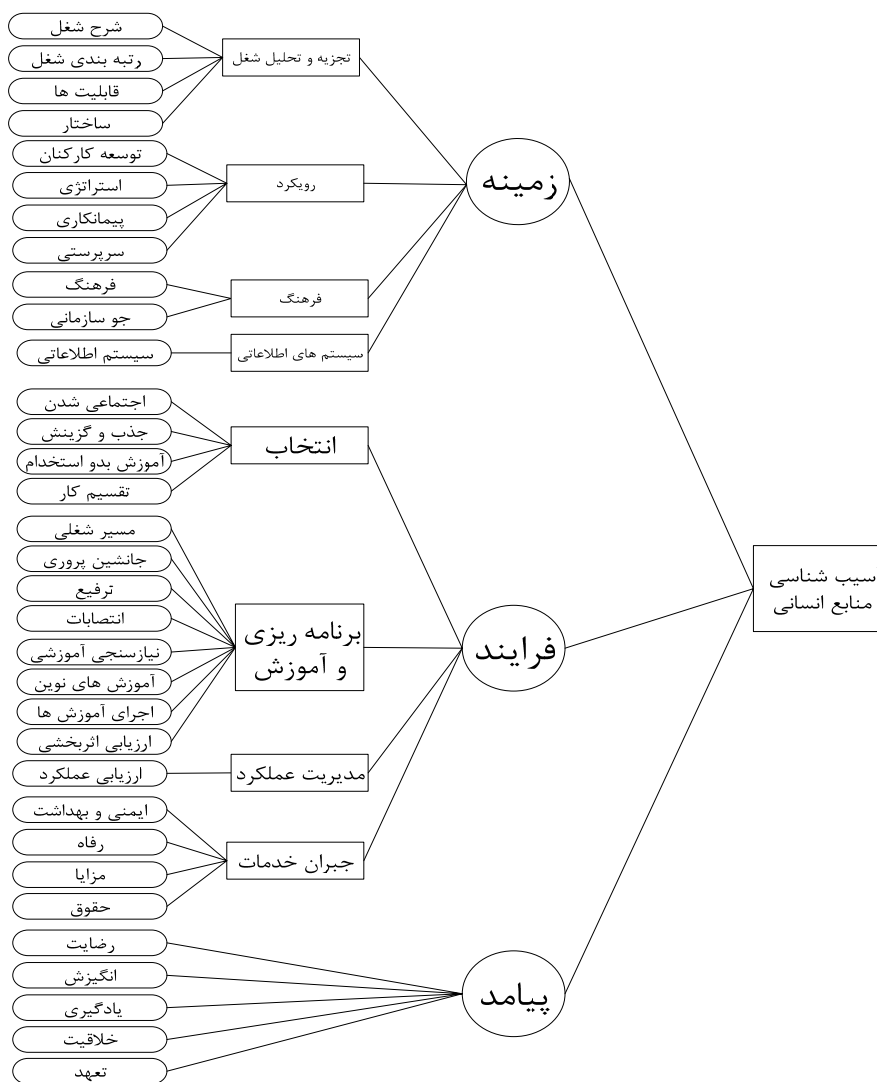 آسیب شناسی
منابع انسانی
زمینه
تجزیه و تحلیل شغل
شرح شغل
رتبه بندی شغل
قابلیت ها
ساختار
رویکرد
توسعه کارکنان
استراتژی
پیمانکاری
سرپرستی
فرهنگ
فرهنگ
جو سازمانی
سیستم های اطلاعاتی
سیستم اطلاعاتی
فرایند
انتخاب
اجتماعی شدن
جذب و گزینش
آموزش بدو استخدام
تقسیم کار
برنامه ریزی
و آموزش
مسیر شغلی
جانشین پروری
ترفیع
انتصابات
نیازسنجی آموزشی
آموزش های نوین
اجرای آموزش ها
ارزیابی اثربخشی
مدیریت عملکرد
ارزیابی عملکرد
جبران خدمات
ایمنی و بهداشت
رفاه
مزایا
حقوق
پیامد
رضایت
انگیزش
یادگیری
خلاقیت
تعهد